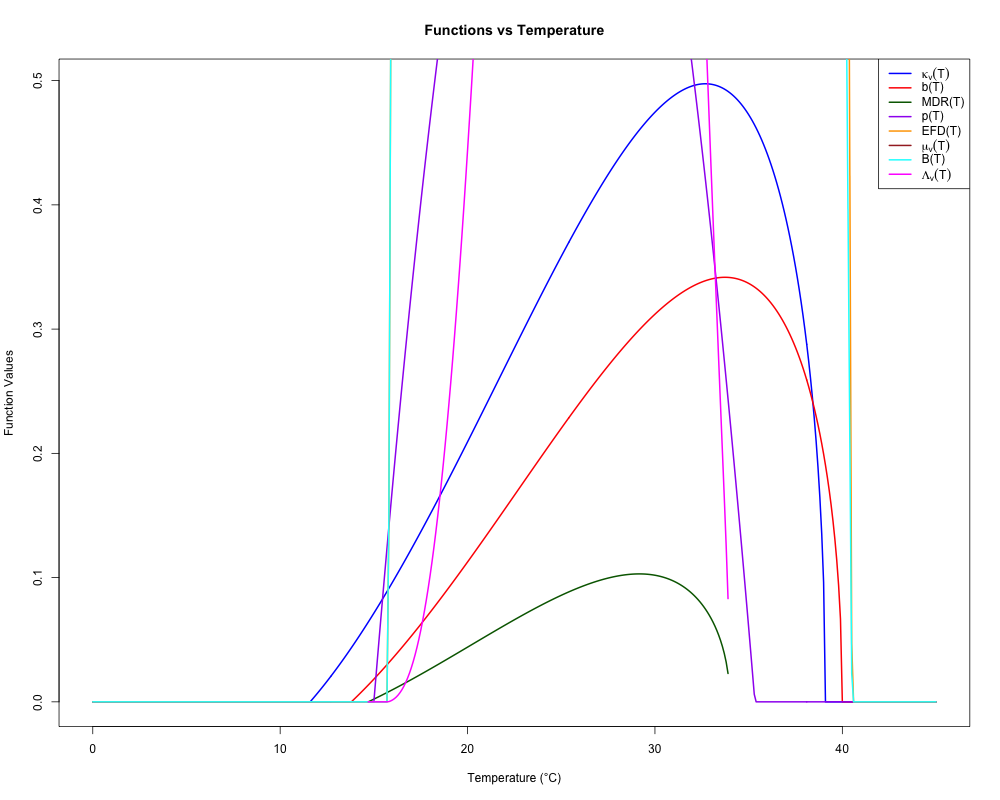 Functions vs Temperature
Function Values
0.5
0.4
0.3
0.2
0.1
0.0
κv(T)
b(T)
MDR(T)
p(T)
EFD(T)
μv(T)
B(T)
Λv(T)
0 10 20 30 40
Temperature (°C)